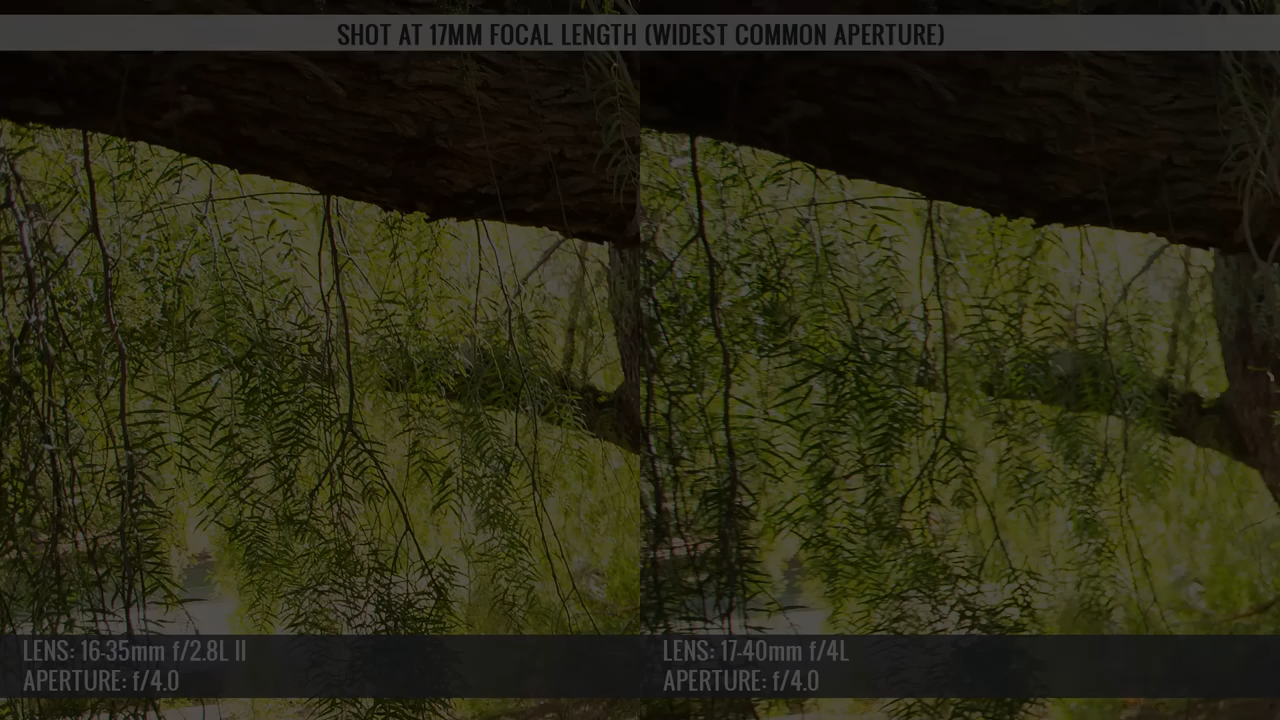 SHOT AT 17MM FOCAL LENGTH (WIDEST COMMON APERTURE)
LENS: 16-35mm f/2.8L II
APERTURE: f/4.0
LENS: 17-40mm f/4L
APERTURE: f/4.0